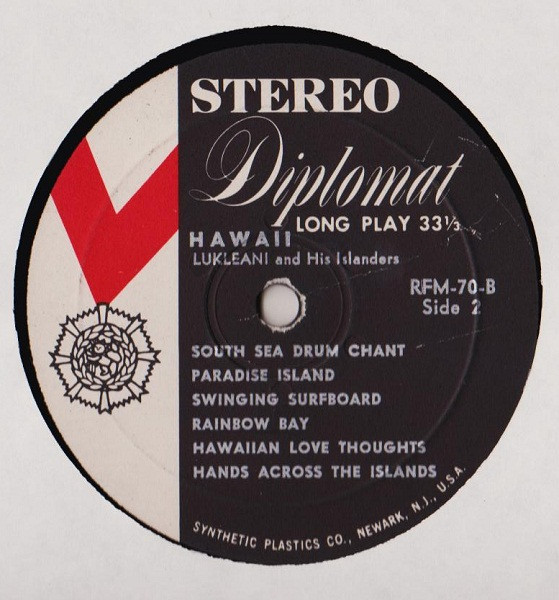 STEREO
Diplomat
LONG PLAY 33⅓
HAWAII
LUKLEANI and His Islanders
RFM-70-B
Side 2
SOUTH SEA DRUM CHANT
PARADISE ISLAND
SWINGING SURFBOARD
RAINBOW BAY
HAWAIIAN LOVE THOUGHTS
HANDS ACROSS THE ISLANDS
SYNTHETIC PLASTICS CO., NEWARK, N.J., U.S.A.